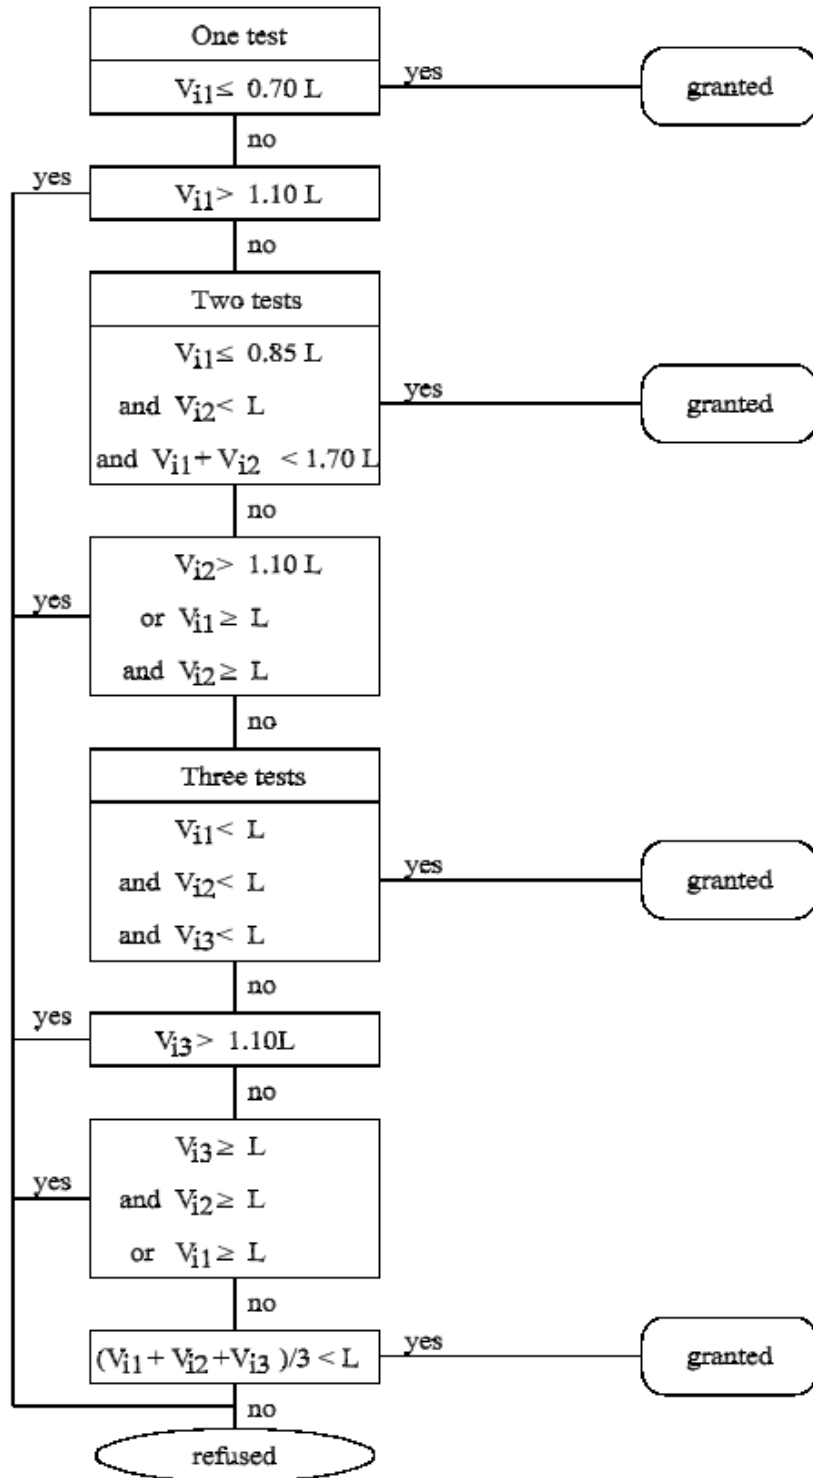 One test
Vi1≤ 0.70 L
yes
granted
no
yes
Vi1> 1.10 L
no
Two tests
Vi1≤ 0.85 L
and Vi2< L
and Vi1+ Vi2 < 1.70 L
yes
granted
no
yes
Vi2> 1.10 L
or Vi1≥ L
and Vi2≥ L
no
Three tests
Vi1< L
and Vi2< L
and Vi3< L
yes
granted
no
yes
Vi3> 1.10L
no
yes
Vi3≥ L
and Vi2≥ L
or Vi1≥ L
no
(Vi1+ Vi2+Vi3 )/3 < L
yes
granted
no
refused